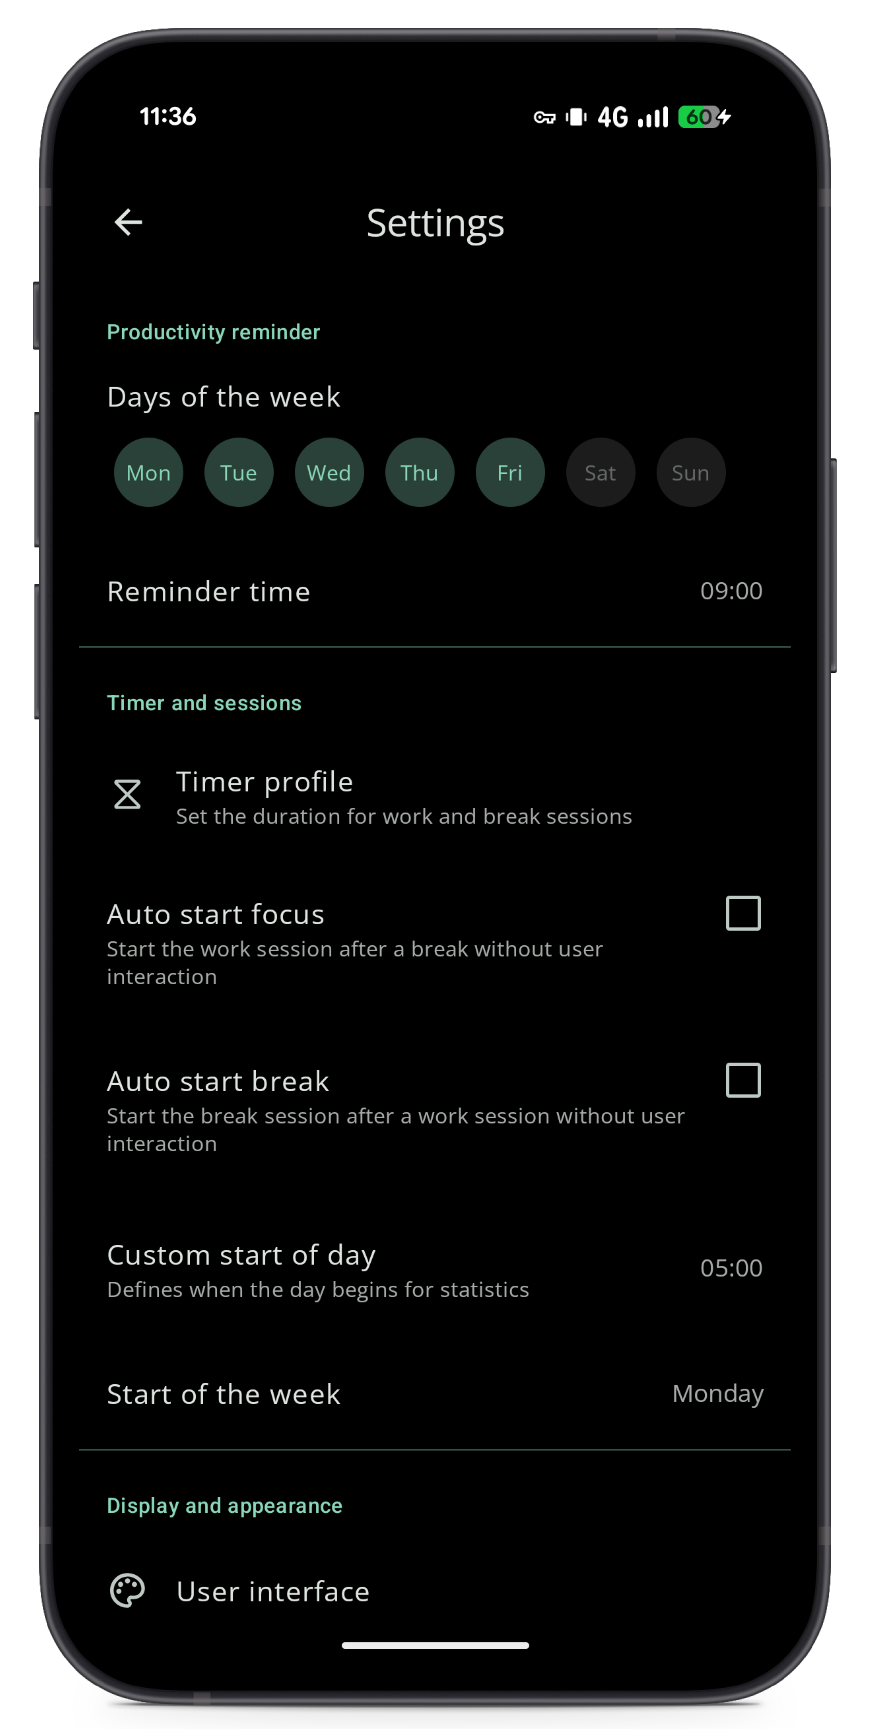 11:36 4G 60
Settings
Productivity reminder
Days of the week
Mon Tue Wed Thu Fri Sat Sun
Reminder time 09:00
Timer and sessions
Timer profile
Set the duration for work and break sessions
Auto start focus
Start the work session after a break without user
interaction
Auto start break
Start the break session after a work session without user
interaction
Custom start of day
05:00
Defines when the day begins for statistics
Start of the week Monday
Display and appearance
User interface